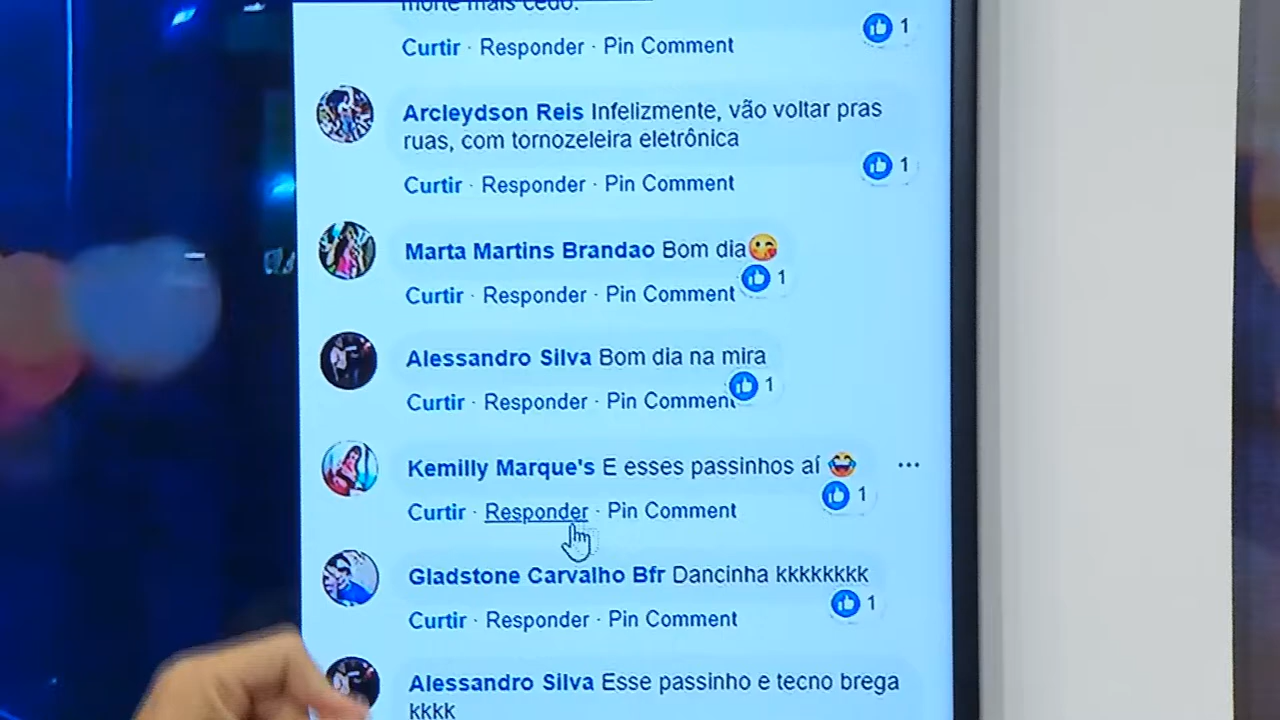 morte mais cedo.
1
Curtir · Responder · Pin Comment
Arcleydson Reis Infelizmente, vão voltar pras
ruas, com tornozeleira eletrônica
1
Curtir · Responder · Pin Comment
Marta Martins Brandao Bom dia😘
1
Curtir · Responder · Pin Comment
Alessandro Silva Bom dia na mira
1
Curtir · Responder · Pin Comment
Kemilly Marque's E esses passinhos aí 😂
1
Curtir · Responder · Pin Comment
Gladstone Carvalho Bfr Dancinha kkkkkkkk
1
Curtir · Responder · Pin Comment
Alessandro Silva Esse passinho e tecno brega
kkkk